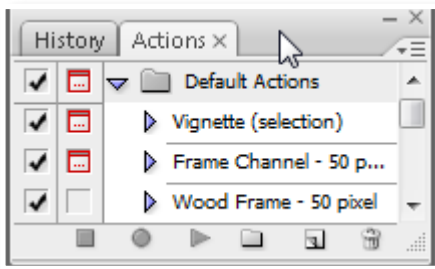 History Actions ×
Default Actions
Vignette (selection)
Frame Channel - 50 p...
Wood Frame - 50 pixel